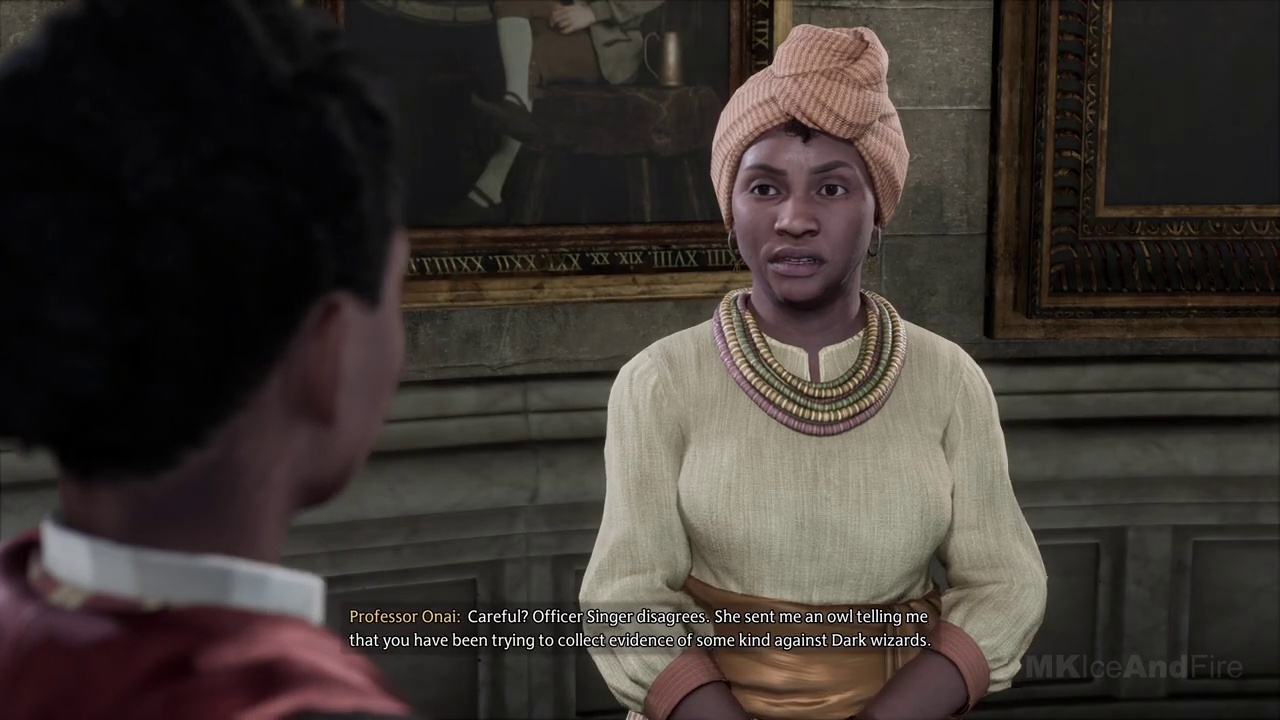 Professor Onai: Careful? Officer Singer disagrees. She sent me an owl telling me
that you have been trying to collect evidence of some kind against Dark wizards.
MKIceAndFire